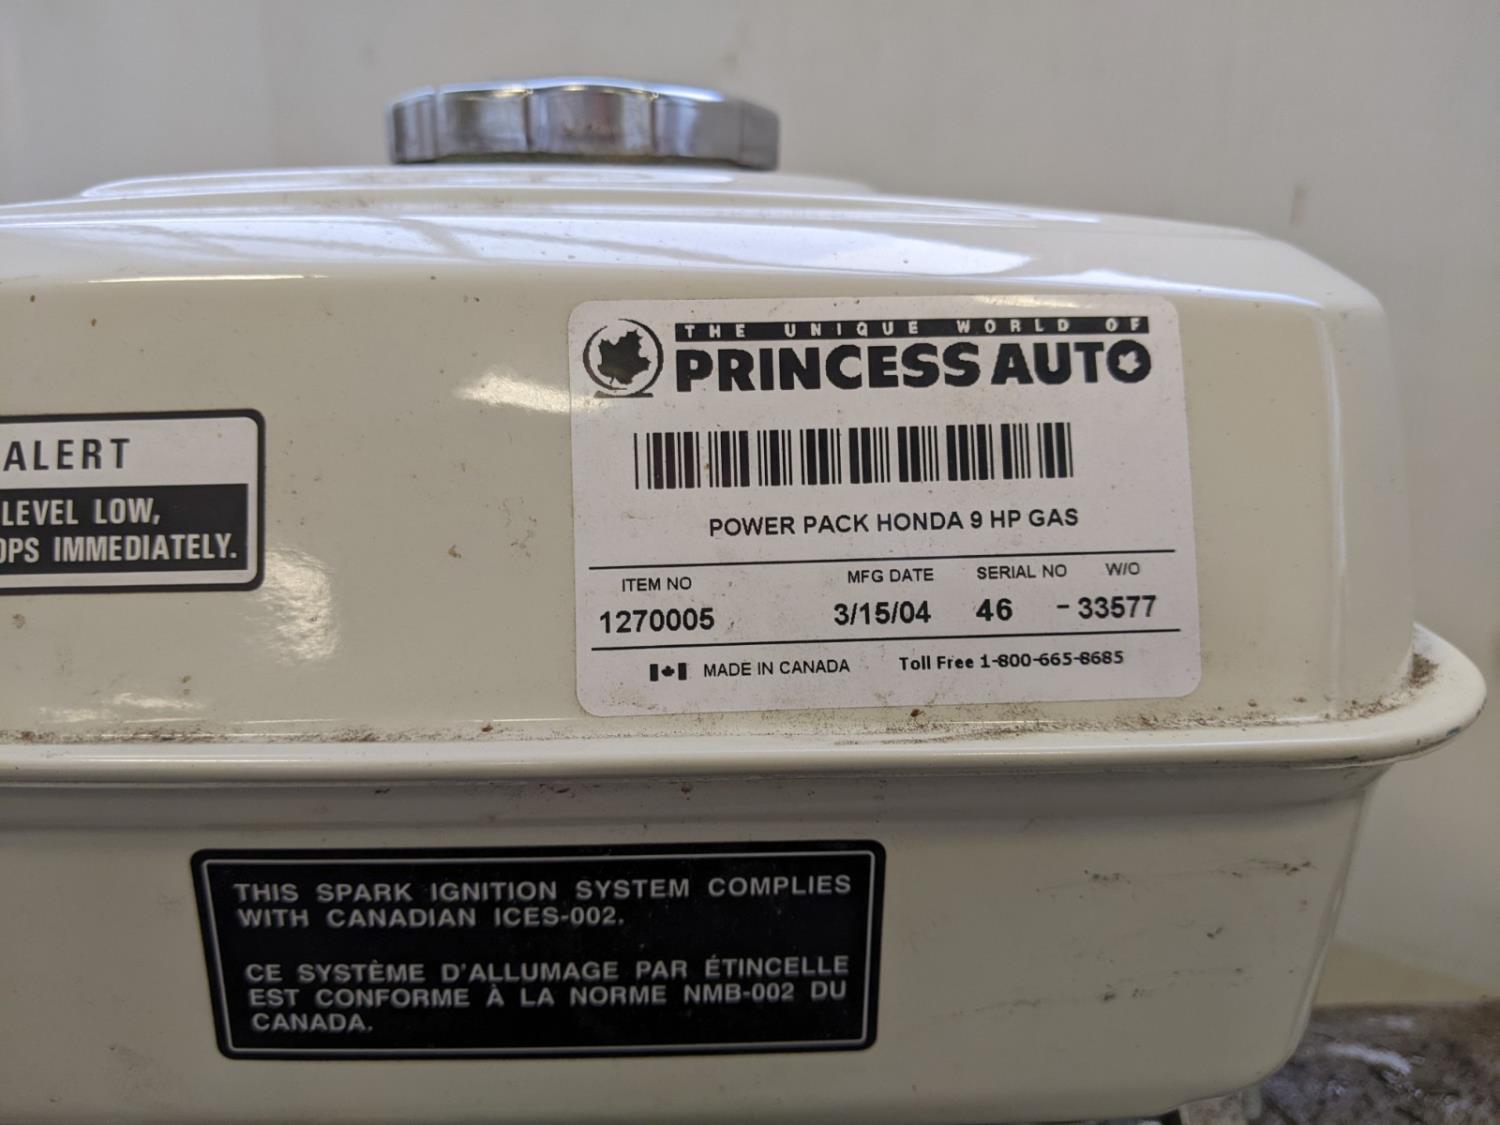 THE UNIQUE WORLD OF
PRINCESS AUTO
POWER PACK HONDA 9 HP GAS
ITEM NO MFG DATE SERIAL NO W/O
1270005 3/15/04 46 - 33577
MADE IN CANADA Toll Free 1-800-665-8685
ALERT
LEVEL LOW,
OPS IMMEDIATELY.
THIS SPARK IGNITION SYSTEM COMPLIES
WITH CANADIAN ICES-002.
CE SYSTÈME D'ALLUMAGE PAR ÉTINCELLE
EST CONFORME À LA NORME NMB-002 DU
CANADA.